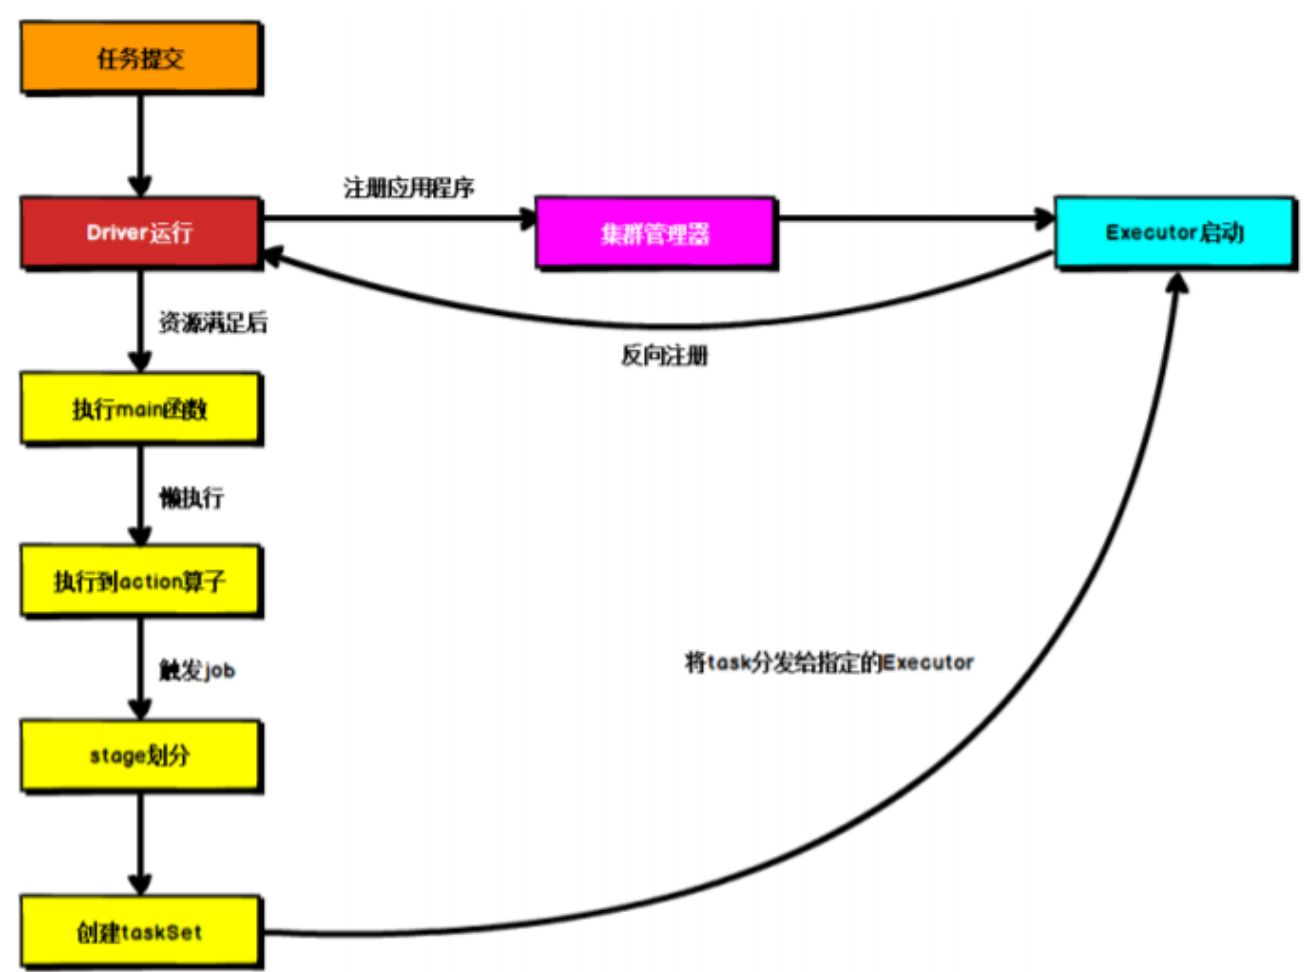 任务提交
注册应用程序
Driver运行
集群管理器
Executor启动
资源满足后
反向注册
执行main函数
懒执行
执行到action算子
触发job
将task分发给指定的Executor
stage划分
创建taskSet